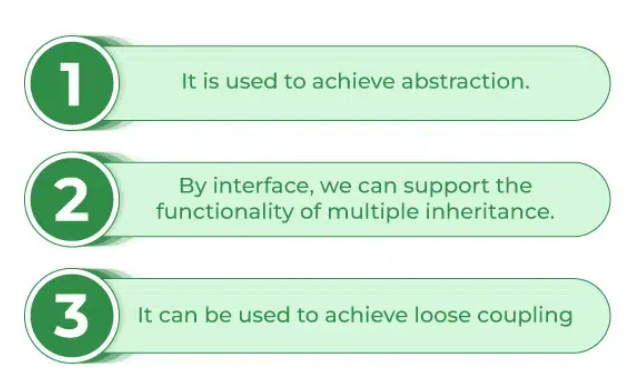 1
It is used to achieve abstraction.
2
By interface, we can support the
functionality of multiple inheritance.
3
It can be used to achieve loose coupling